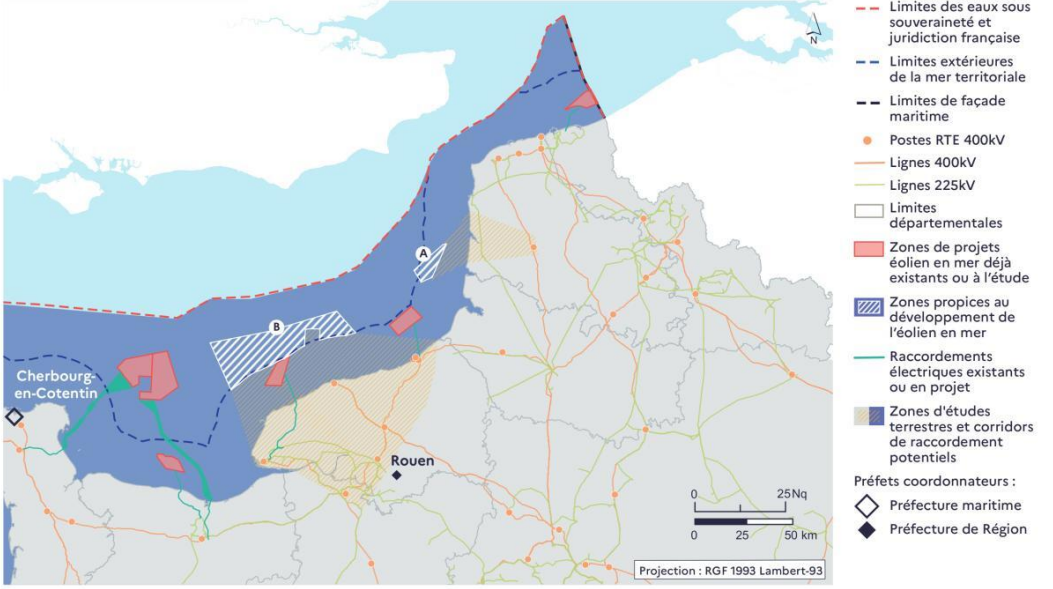 Limites des eaux sous
souveraineté et
juridiction française
Limites extérieures
de la mer territoriale
Limites de façade
maritime
Postes RTE 400kV
Lignes 400kV
Lignes 225kV
Limites
départementales
Zones de projets
éolien en mer déjà
existants ou à l'étude
Zones propices au
développement de
l'éolien en mer
Raccordements
électriques existants
ou en projet
Zones d'études
terrestres et corridors
de raccordement
potentiels
Préfets coordonnateurs :
Préfecture maritime
Préfecture de Région
N
A
B
Cherbourg-
en-Cotentin
Rouen
0 25Nq
0 25 50 km
Projection : RGF 1993 Lambert-93